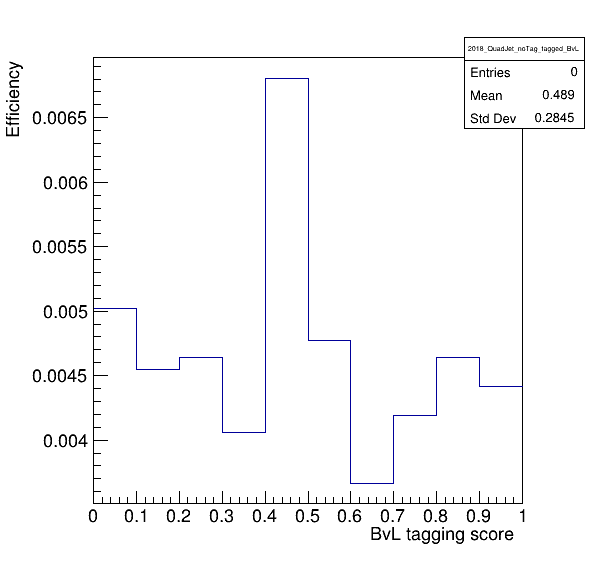 2018_QuadJet_noTag_tagged_BvL
Entries 0
Mean 0.489
Std Dev 0.2845
Efficiency
0.0065
0.006
0.0055
0.005
0.0045
0.004
0 0.1 0.2 0.3 0.4 0.5 0.6 0.7 0.8 0.9 1
BvL tagging score